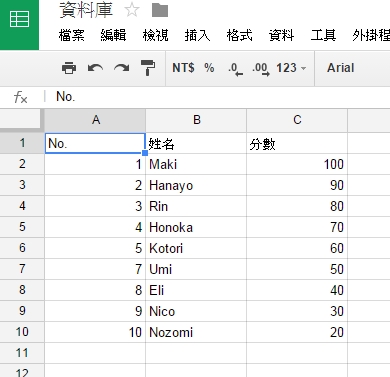 資料庫
檔案 編輯 檢視 插入 格式 資料 工具 外掛程
NT$ % .0 .00 123 Arial
fx No.
A B C
1 No. 姓名 分數
2 1 Maki 100
3 2 Hanayo 90
4 3 Rin 80
5 4 Honoka 70
6 5 Kotori 60
7 7 Umi 50
8 8 Eli 40
9 9 Nico 30
10 10 Nozomi 20
11
12